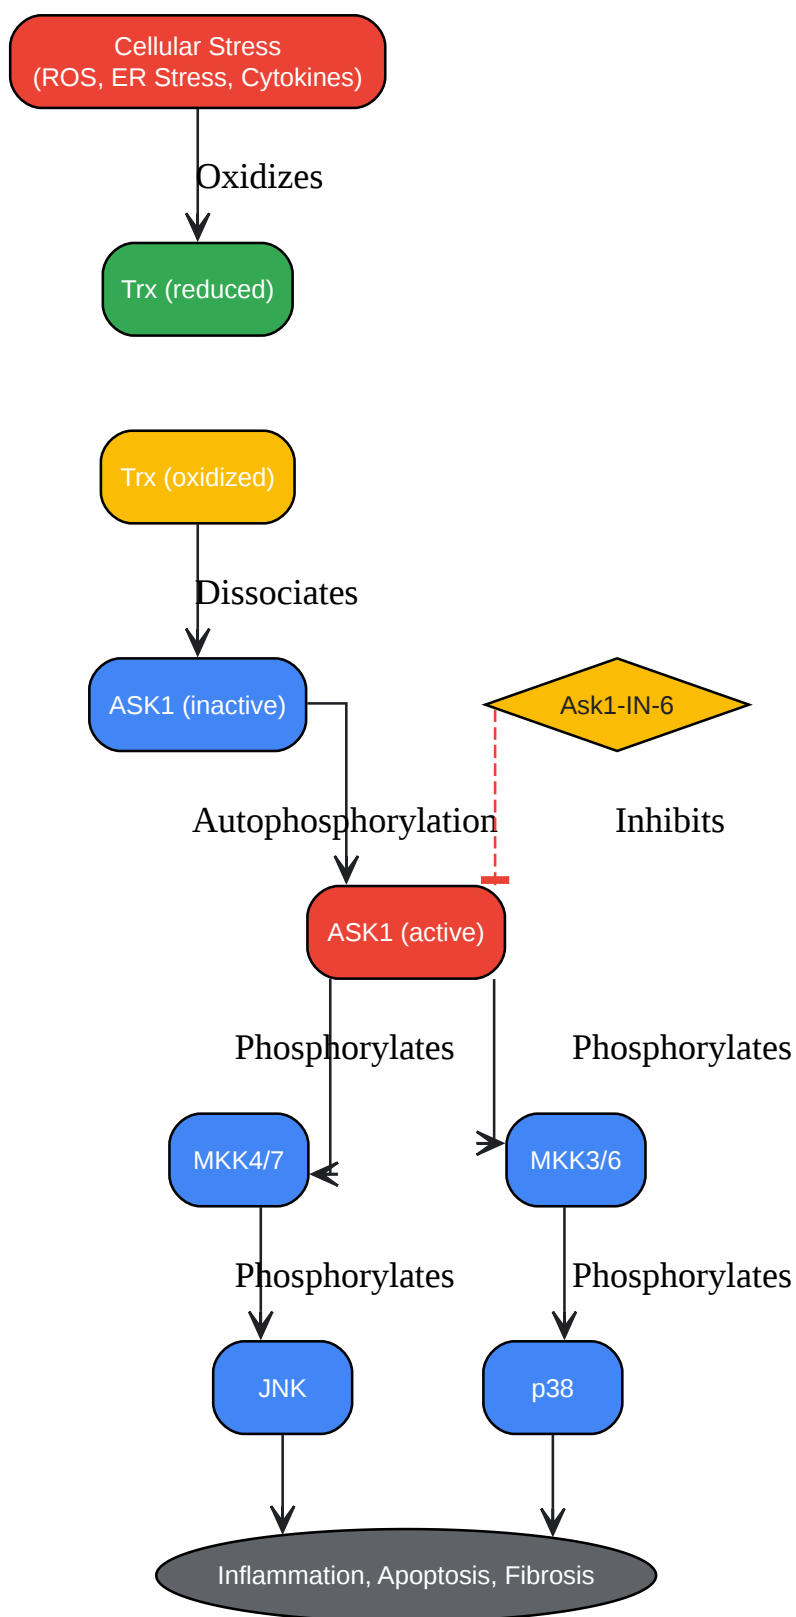 Cellular Stress
(ROS, ER Stress, Cytokines)
Oxidizes
Trx (reduced)
Trx (oxidized)
Dissociates
ASK1 (inactive)
Ask1-IN-6
Autophosphorylation
Inhibits
ASK1 (active)
Phosphorylates
Phosphorylates
MKK4/7
MKK3/6
Phosphorylates
Phosphorylates
JNK
p38
Inflammation, Apoptosis, Fibrosis